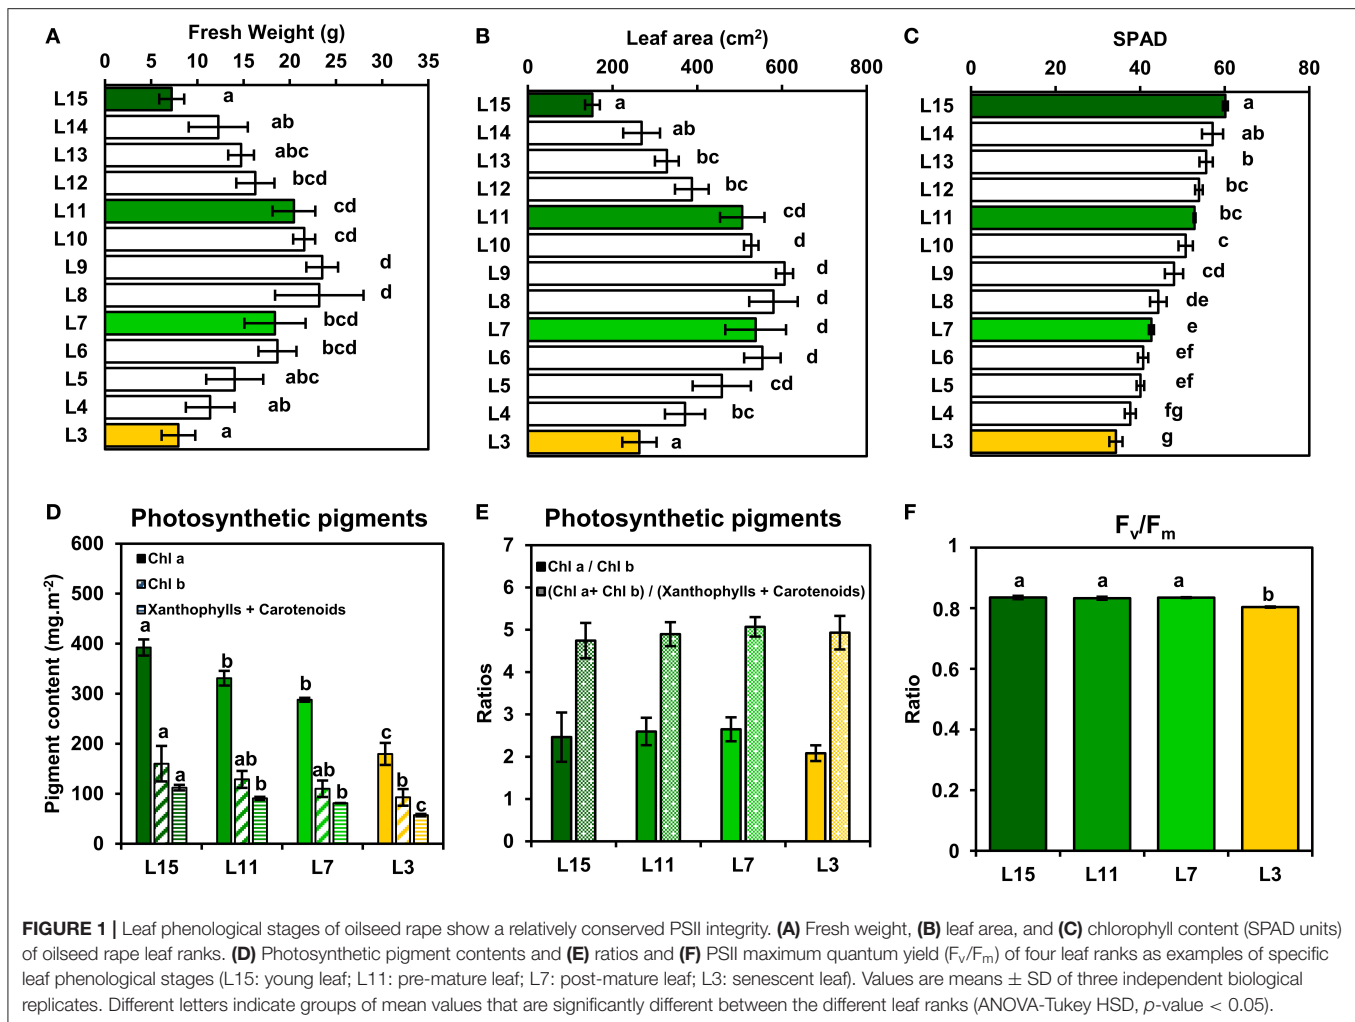 A
Fresh Weight (g)
0 5 10 15 20 25 30 35
L15 a
L14 ab
L13 abc
L12 bcd
L11 cd
L10 cd
L9 d
L8 d
L7 bcd
L6 bcd
L5 abc
L4 ab
L3 a
B
Leaf area (cm²)
0 200 400 600 800
L15 a
L14 ab
L13 bc
L12 bc
L11 cd
L10 d
L9 d
L8 d
L7 d
L6 d
L5 cd
L4 bc
L3 a
C
SPAD
0 20 40 60 80
L15 a
L14 ab
L13 b
L12 bc
L11 bc
L10 c
L9 cd
L8 de
L7 e
L6 ef
L5 ef
L4 fg
L3 g
D
Photosynthetic pigments
Pigment content (mg.m-²)
600
500
400
300
200
100
0
Chl a
Chl b
Xanthophylls + Carotenoids
a a a
b ab b
b ab b
c b c
L15 L11 L7 L3
E
Photosynthetic pigments
Ratios
7
6
5
4
3
2
1
0
Chl a / Chl b
(Chl a+ Chl b) / (Xanthophylls + Carotenoids)
L15 L11 L7 L3
F
Fv/Fm
Ratio
1
0.8
0.6
0.4
0.2
0
a a a b
L15 L11 L7 L3
FIGURE 1 | Leaf phenological stages of oilseed rape show a relatively conserved PSII integrity. (A) Fresh weight, (B) leaf area, and (C) chlorophyll content (SPAD units)
of oilseed rape leaf ranks. (D) Photosynthetic pigment contents and (E) ratios and (F) PSII maximum quantum yield (Fv/Fm) of four leaf ranks as examples of specific
leaf phenological stages (L15: young leaf; L11: pre-mature leaf; L7: post-mature leaf; L3: senescent leaf). Values are means ± SD of three independent biological
replicates. Different letters indicate groups of mean values that are significantly different between the different leaf ranks (ANOVA-Tukey HSD, p-value < 0.05).